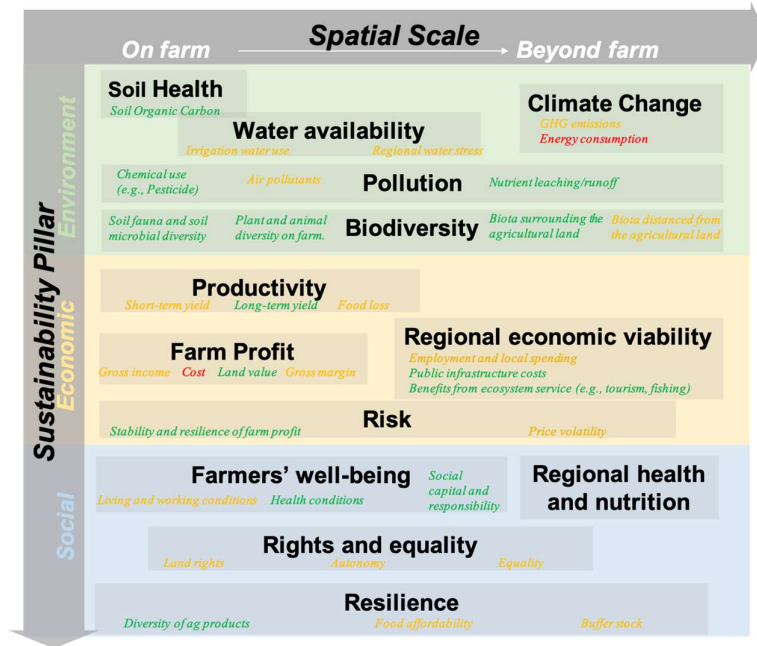 Spatial Scale
On farm
Beyond farm
Sustainability Pillar
Environment
Soil Health
Soil Organic Carbon
Climate Change
GHG emissions
Energy consumption
Water availability
Irrigation water use
Regional water stress
Chemical use
(e.g., Pesticide)
Air pollutants
Pollution
Nutrient leaching/runoff
Soil fauna and soil
microbial diversity
Plant and animal
diversity on farm.
Biodiversity
Biota surrounding the
agricultural land
Biota distanced from
the agricultural land
Economic
Productivity
Short-term yield
Long-term yield
Food loss
Farm Profit
Gross income
Cost
Land value
Gross margin
Regional economic viability
Employment and local spending
Public infrastructure costs
Benefits from ecosystem service (e.g., tourism, fishing)
Risk
Stability and resilience of farm profit
Price volatility
Social
Farmers' well-being
Living and working conditions
Health conditions
Social
capital and
responsibility
Regional health
and nutrition
Rights and equality
Land rights
Autonomy
Equality
Resilience
Diversity of ag products
Food affordability
Buffer stock